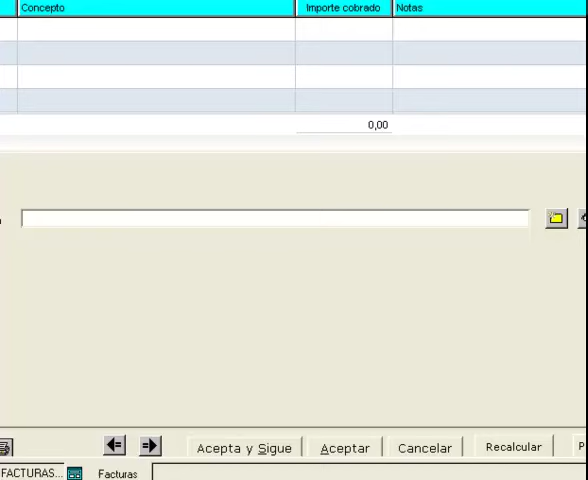 Concepto Importe cobrado Notas
0,00
Acepta y Sigue Aceptar Cancelar Recalcular P
FACTURAS... Facturas